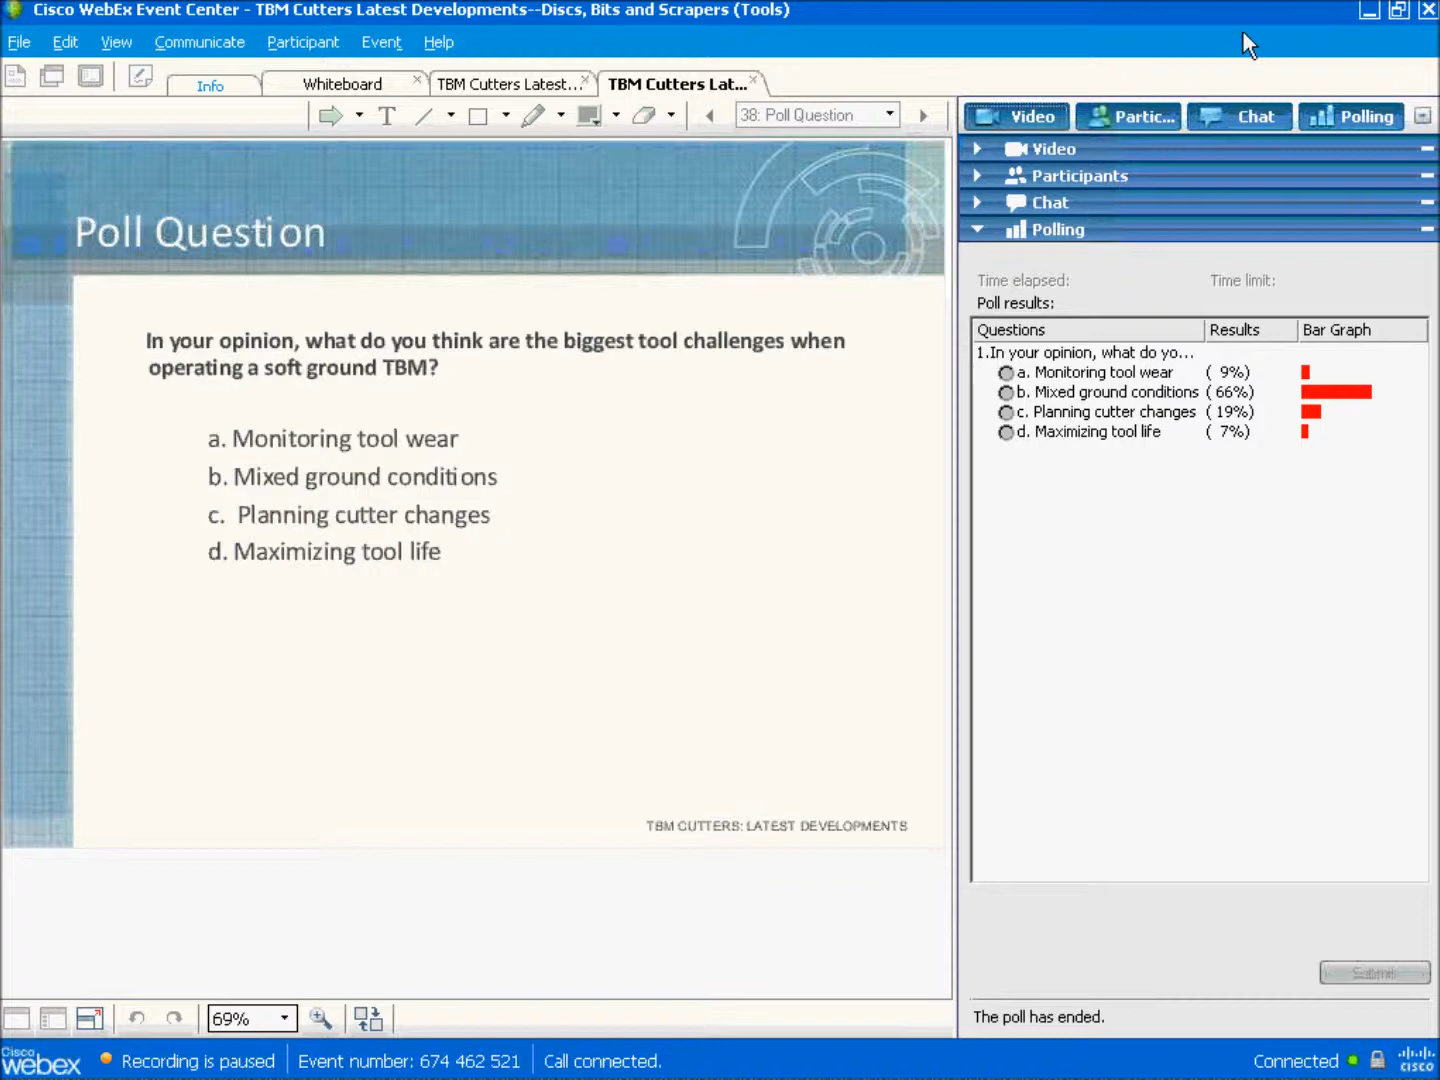 Cisco WebEx Event Center - TBM Cutters Latest Developments--Discs, Bits and Scrapers (Tools)
File Edit View Communicate Participant Event Help
Info Whiteboard TBM Cutters Latest... TBM Cutters Lat...
38: Poll Question
Video Partic... Chat Polling
Video
Participants
Chat
Polling
Poll Question
In your opinion, what do you think are the biggest tool challenges when
operating a soft ground TBM?
a. Monitoring tool wear
b. Mixed ground conditions
c. Planning cutter changes
d. Maximizing tool life
TBM CUTTERS: LATEST DEVELOPMENTS
Time elapsed: Time limit:
Poll results:
Questions Results Bar Graph
1.In your opinion, what do yo...
a. Monitoring tool wear ( 9%)
b. Mixed ground conditions ( 66%)
c. Planning cutter changes ( 19%)
d. Maximizing tool life ( 7%)
Submit
The poll has ended.
69%
Cisco webex Recording is paused Event number: 674 462 521 Call connected. Connected cisco